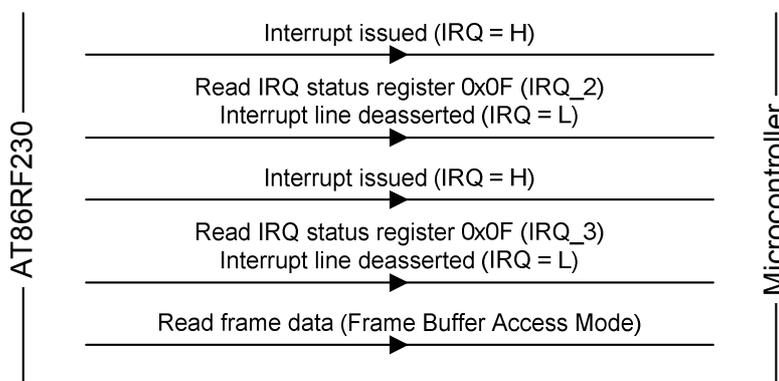 Interrupt issued (IRQ = H)
Read IRQ status register 0x0F (IRQ_2)
Interrupt line deasserted (IRQ = L)
Interrupt issued (IRQ = H)
Read IRQ status register 0x0F (IRQ_3)
Interrupt line deasserted (IRQ = L)
Read frame data (Frame Buffer Access Mode)
AT86RF230
Microcontroller